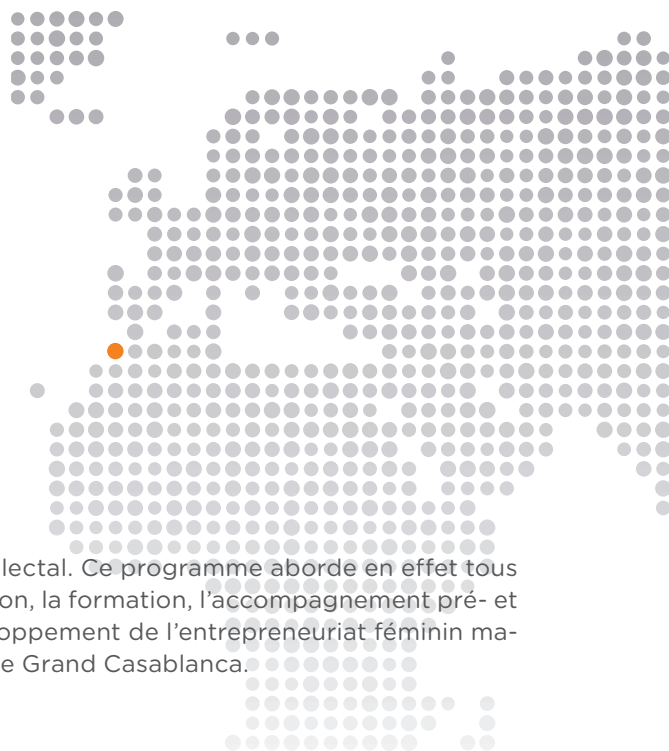 lectal. Ce programme aborde en effet tous
on, la formation, l’accompagnement pré- et
oppement de l’entrepreneuriat féminin ma-
e Grand Casablanca.